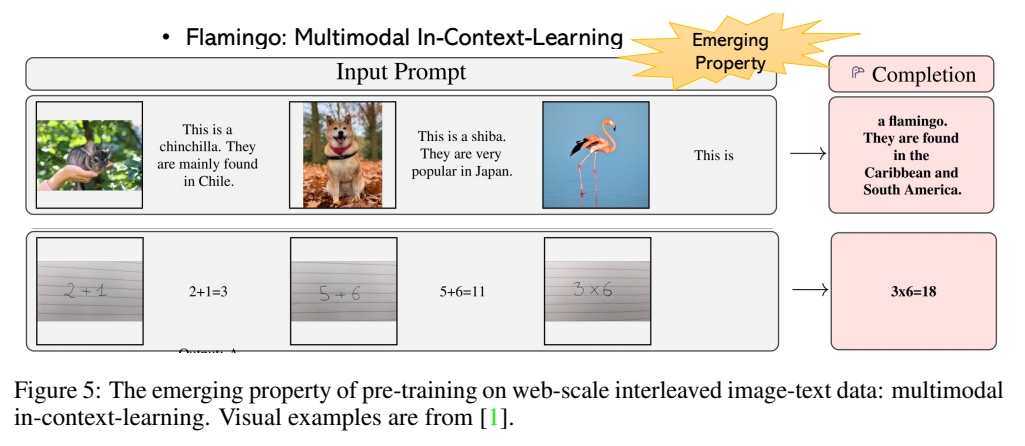 • Flamingo: Multimodal In-Context-Learning
Emerging
Property
Input Prompt
Completion
This is a
chinchilla. They
are mainly found
in Chile.
This is a shiba.
They are very
popular in Japan.
This is
a flamingo.
They are found
in the
Caribbean and
South America.
2+1
2+1=3
5+6
5+6=11
3×6
3x6=18
Figure 5: The emerging property of pre-training on web-scale interleaved image-text data: multimodal
in-context-learning. Visual examples are from [1].